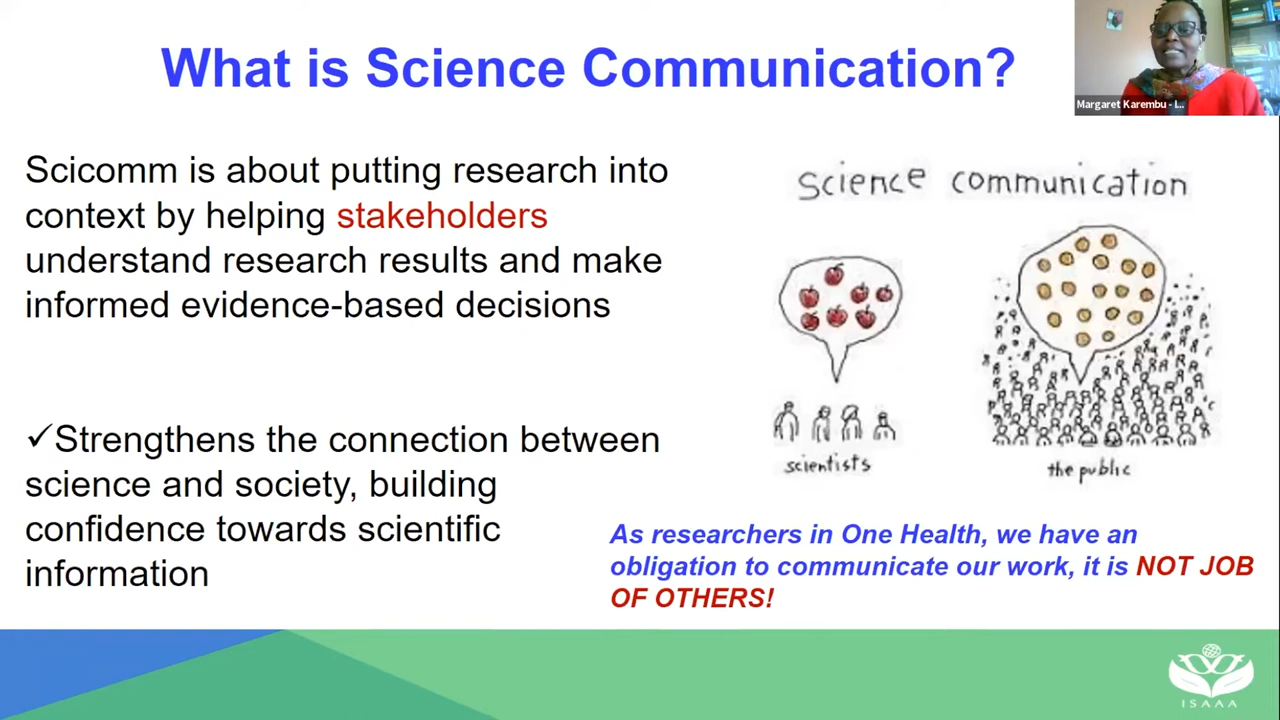 What is Science Communication?
Margaret Karembu - I...
Scicomm is about putting research into
context by helping stakeholders
understand research results and make
informed evidence-based decisions
✓Strengthens the connection between
science and society, building
confidence towards scientific
information
Science communication
scientists
the public
As researchers in One Health, we have an
obligation to communicate our work, it is NOT JOB
OF OTHERS!
ISAAA